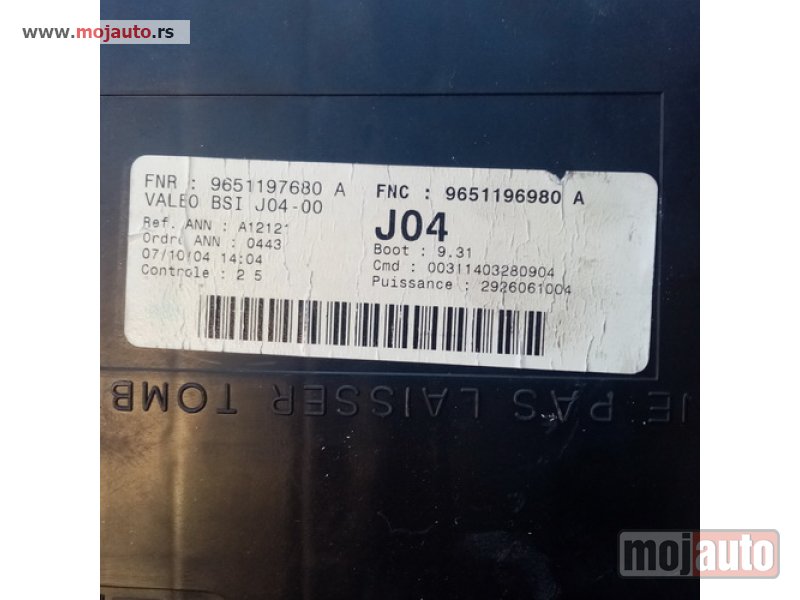 www.mojauto.rs
FNR : 9651197680 A FNC : 9651196980 A
VALEO BSI J04-00
J04
Ref. ANN : A12121
Ordre ANN : 0443
Boot : 9.31
07/10/04 14:04
Cmd : 00311403280904
Controle : 2 5
Puissance : 2926061004
NE PAS LAISSER TOMB
mojauto